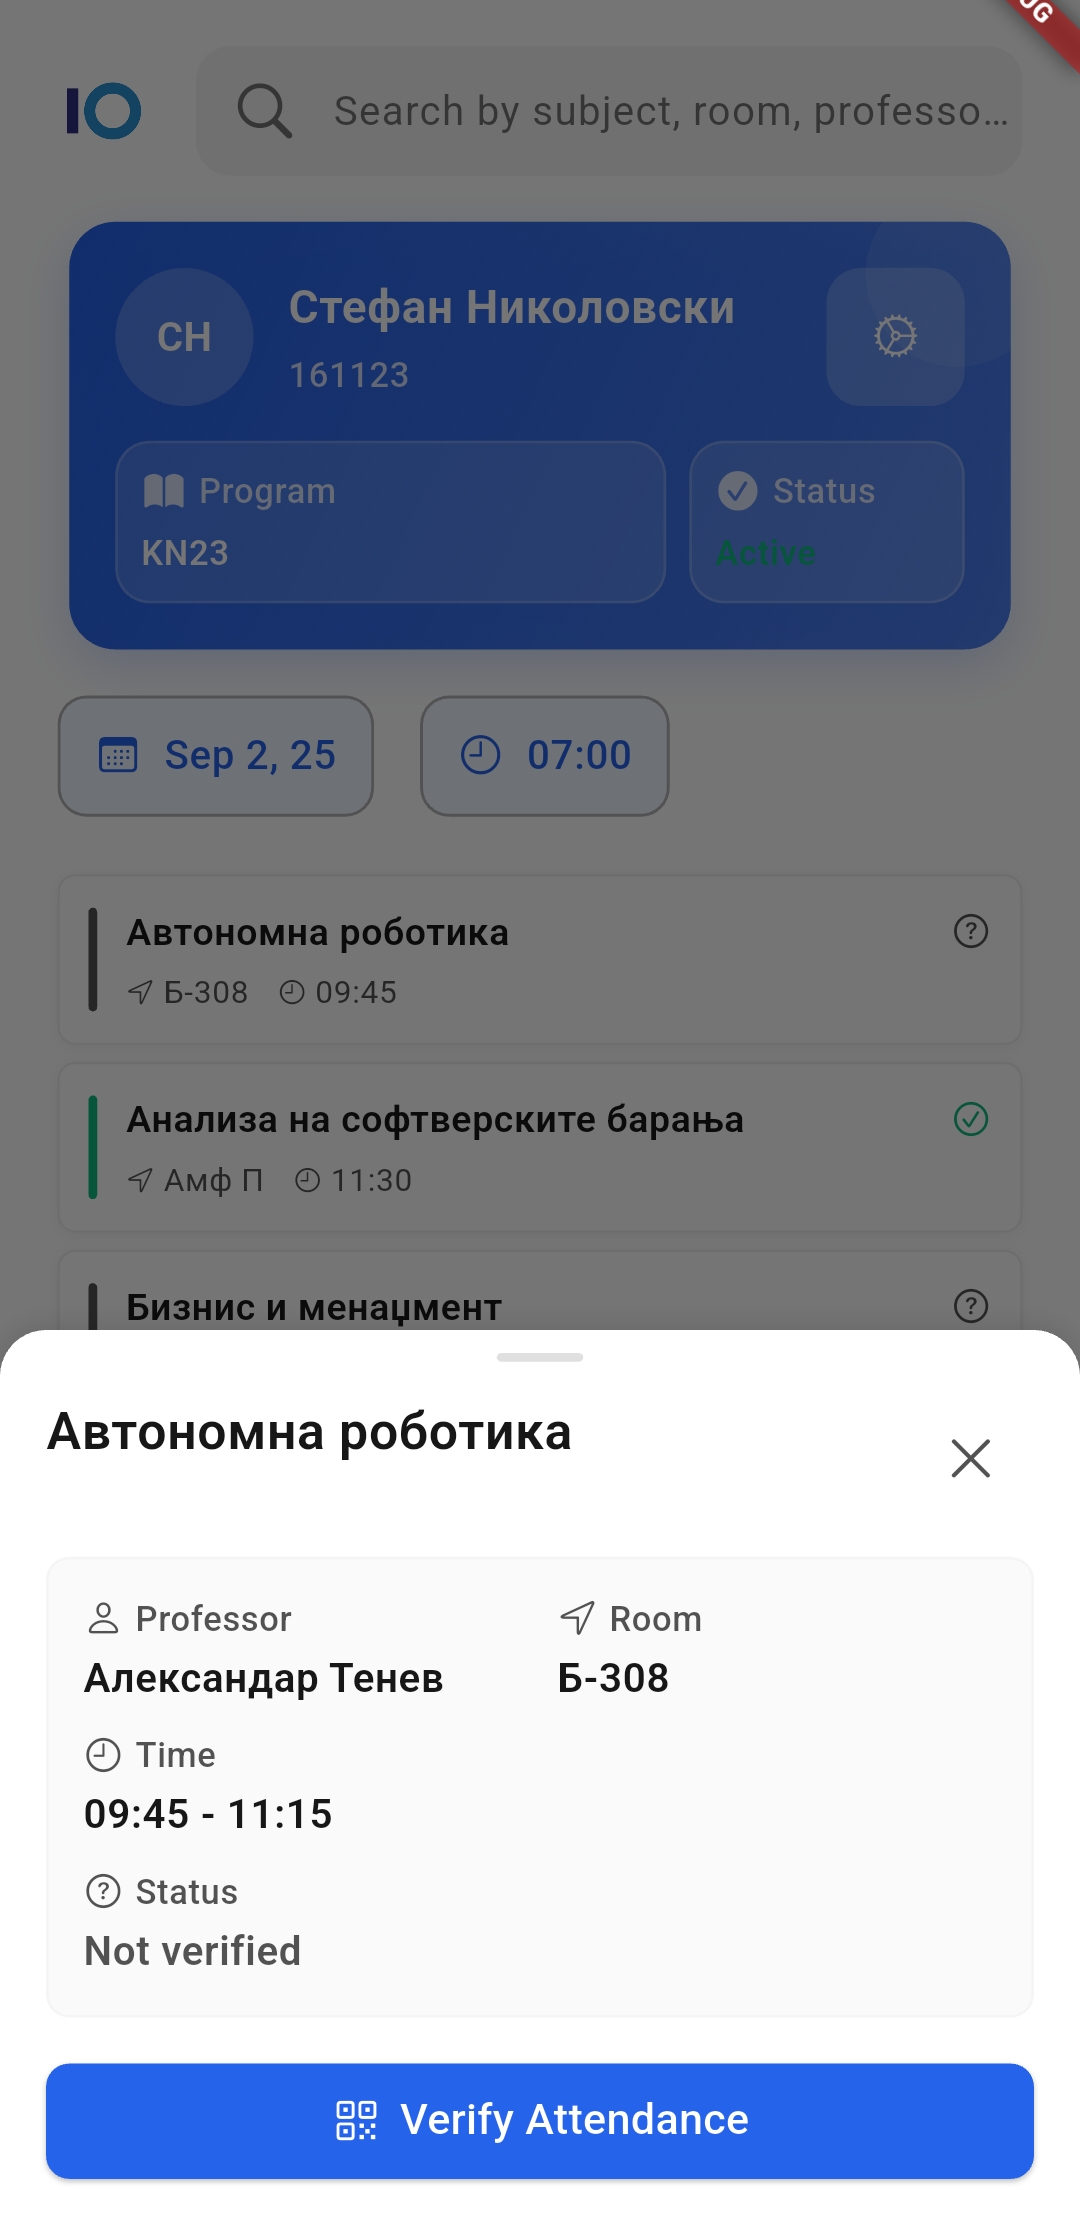 UG
IO
Search by subject, room, professo...
СН
Стефан Николовски
161123
Program
KN23
Status
Active
Sep 2, 25
07:00
Автономна роботика
Б-308
09:45
Анализа на софтверските барања
Амф П
11:30
Бизнис и менаџмент
Автономна роботика
Professor
Александар Тенев
Room
Б-308
Time
09:45 - 11:15
Status
Not verified
Verify Attendance